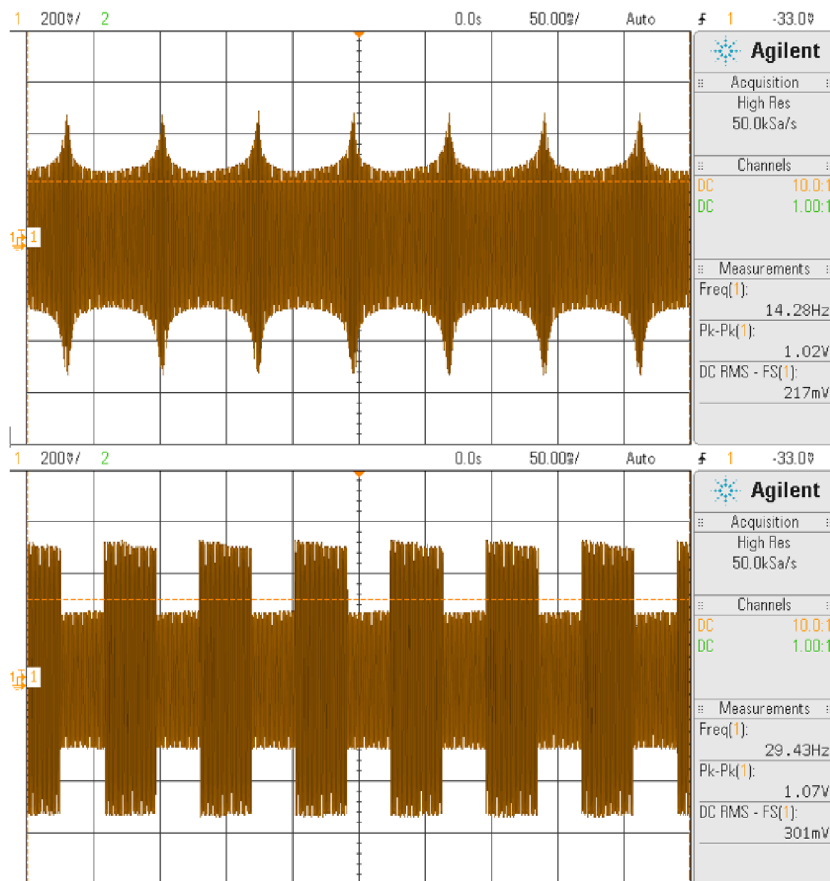 1 200▽/ 2 0.0s 50.00㎳/ Auto 1 -33.0▽
Agilent
Acquisition
High Res
50.0kSa/s
Channels
DC 10.0:1
DC 1.00:1
1 1
Measurements
Freq(1):
14.28Hz
Pk-Pk(1):
1.02V
DC RMS - FS(1):
217mV
1 200▽/ 2 0.0s 50.00㎳/ Auto 1 -33.0▽
Agilent
Acquisition
High Res
50.0kSa/s
Channels
DC 10.0:1
DC 1.00:1
1 1
Measurements
Freq(1):
29.43Hz
Pk-Pk(1):
1.07V
DC RMS - FS(1):
301mV